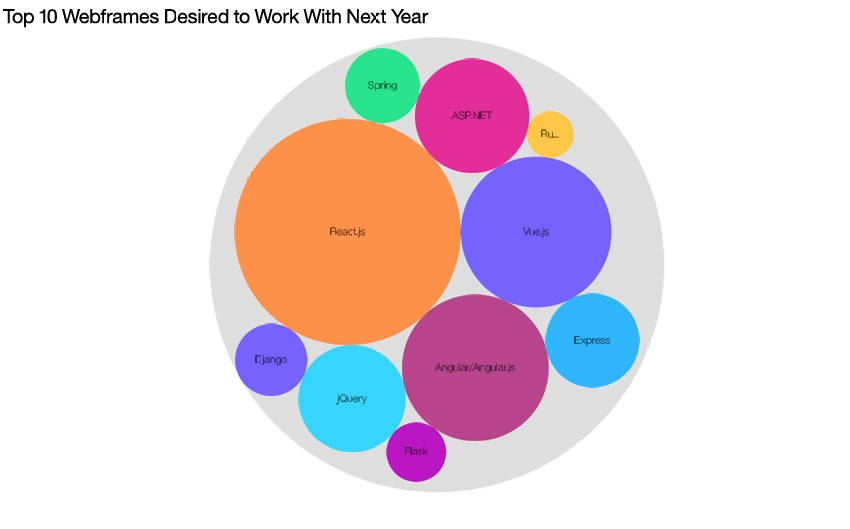 Top 10 Webframes Desired to Work With Next Year
Spring
ASP.NET
Ru...
React.js
Vue.js
Express
Django
Angular/Angular.js
jQuery
Flask